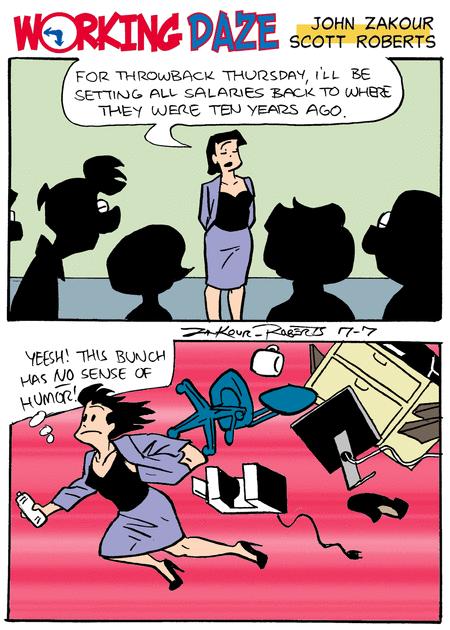 WORKING DAZE
JOHN ZAKOUR
SCOTT ROBERTS
FOR THROWBACK THURSDAY, I'LL BE
SETTING ALL SALARIES BACK TO WHERE
THEY WERE TEN YEARS AGO.
ZAKOUR-ROBERTS 7-7
YEESH! THIS BUNCH
HAS NO SENSE OF
HUMOR!